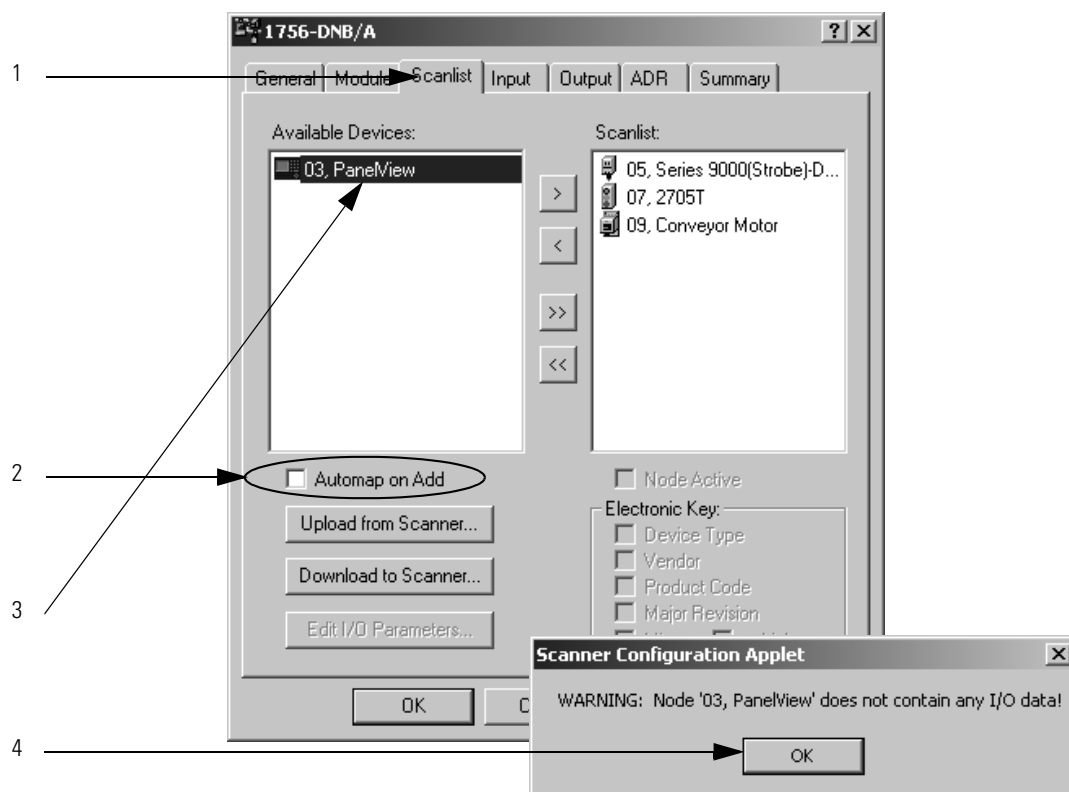 1756-DNB/A
1
General Module Scanlist Input Output ADR Summary
Available Devices:
03, PanelView
Scanlist:
05, Series 9000(Strobe)-D...
07, 2705T
09, Conveyor Motor
>
<
>>
<<
2
Automap on Add
Upload from Scanner...
Download to Scanner...
3
Edit I/O Parameters...
Node Active
Electronic Key:
Device Type
Vendor
Product Code
Major Revision
OK
Scanner Configuration Applet
WARNING: Node '03, PanelView' does not contain any I/O data!
4
OK